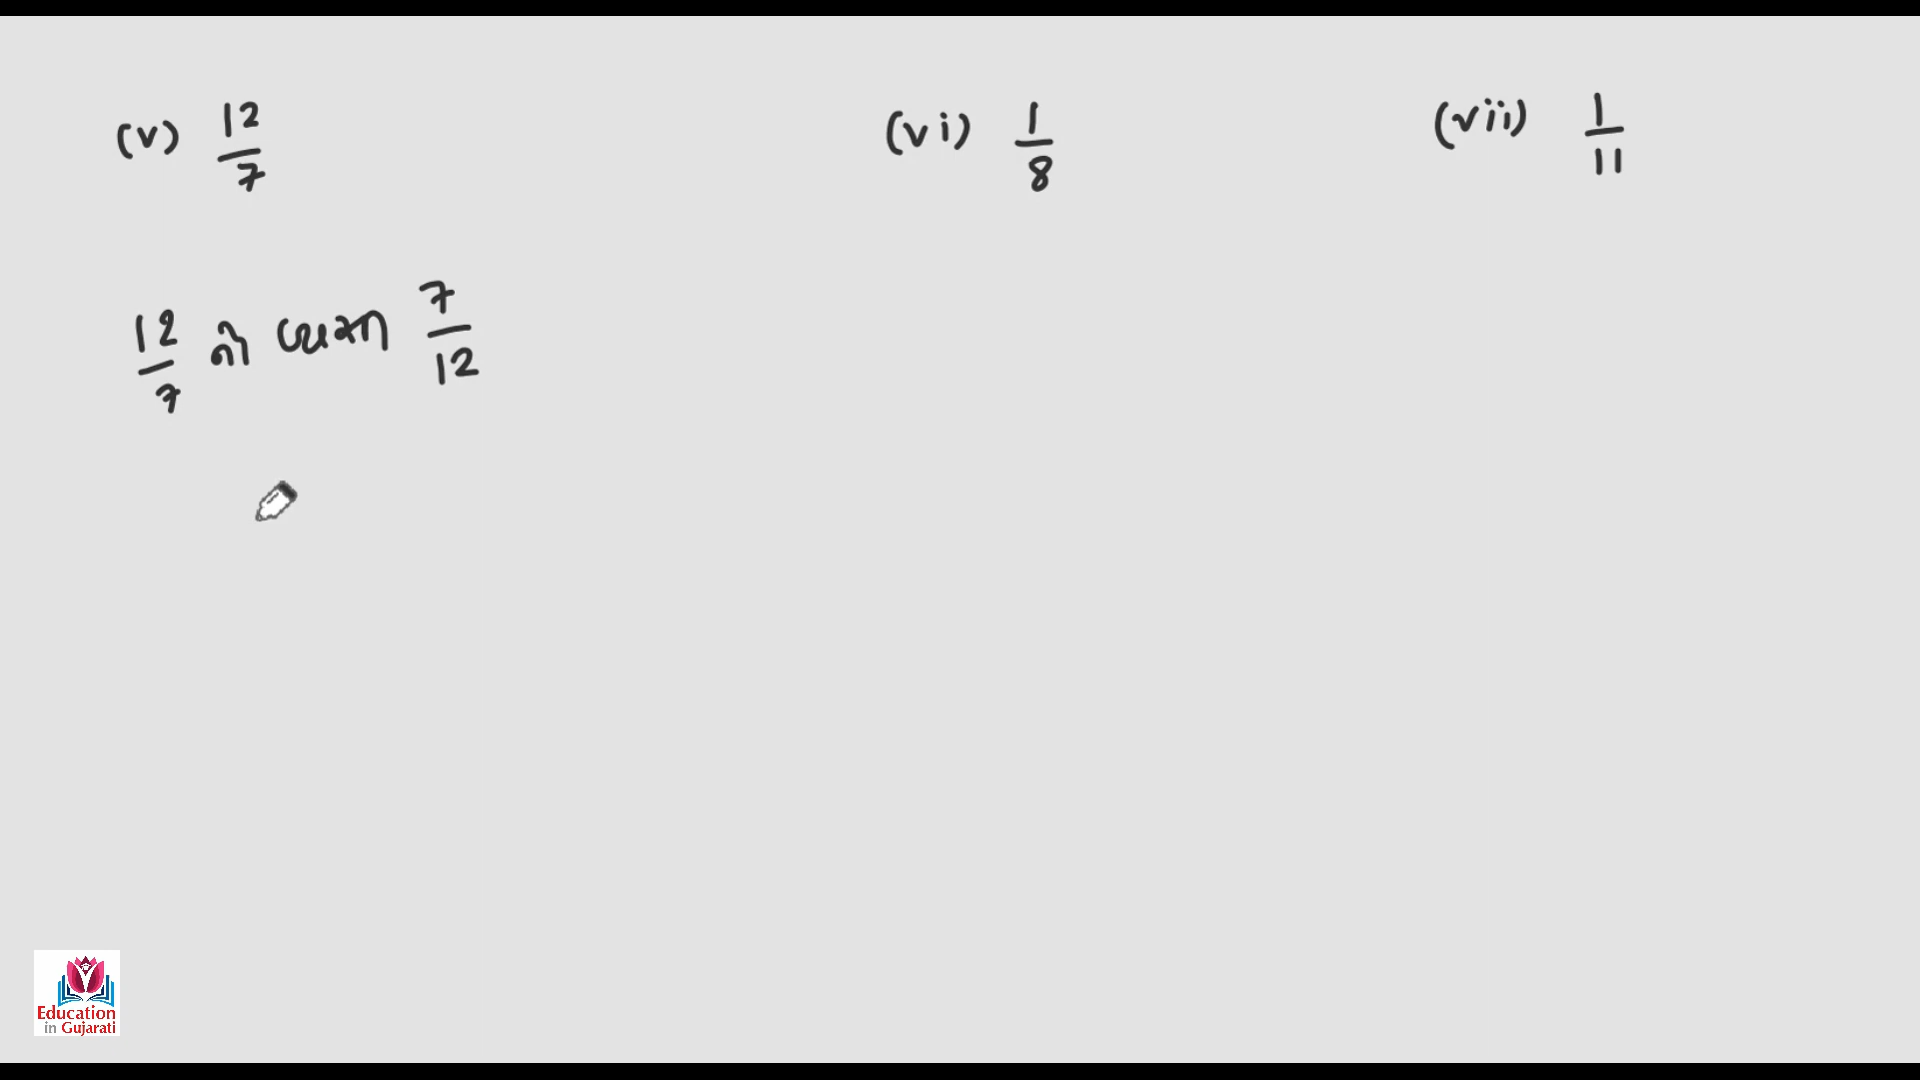 (v) 12/7 (vi) 1/8 (vii) 1/11
12/7 નો વ્યસ્ત 7/12
Education
in Gujarati